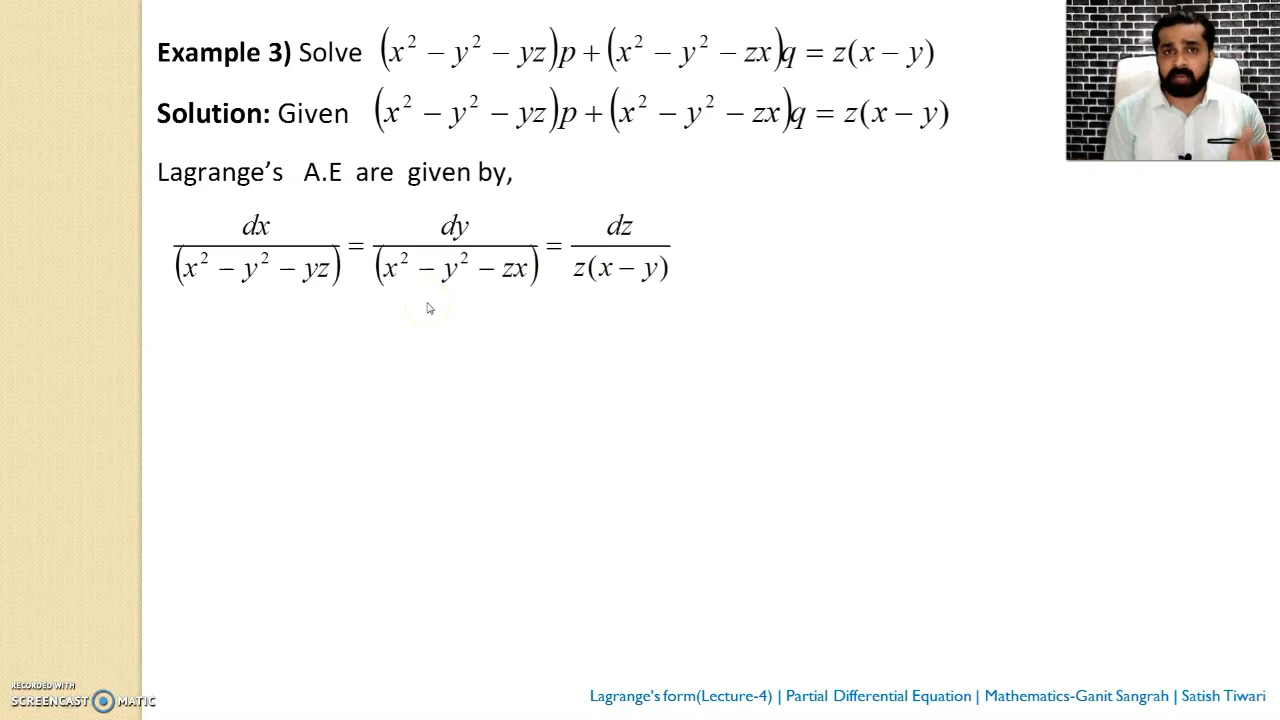 Example 3) Solve (x² − y² − yz)p + (x² − y² − zx)q = z(x − y)
Solution: Given (x² − y² − yz)p + (x² − y² − zx)q = z(x − y)
Lagrange’s A.E are given by,
dx/(x² − y² − yz) = dy/(x² − y² − zx) = dz/z(x − y)
RECORDED WITH
SCREENCAST MATIC
Lagrange's form(Lecture-4) | Partial Differential Equation | Mathematics-Ganit Sangrah | Satish Tiwari